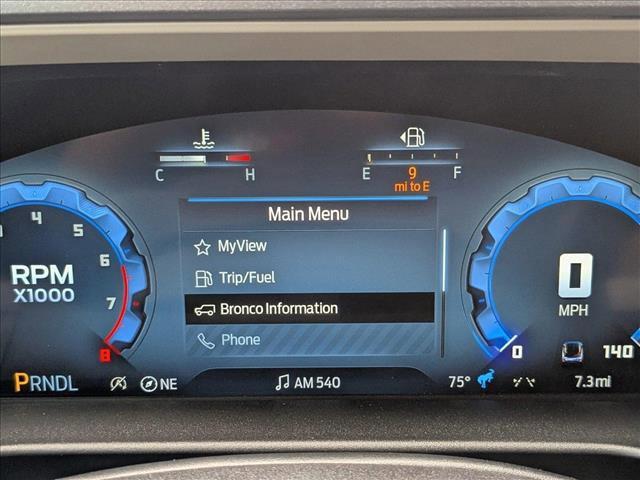 C H
E F
9
mi to E
Main Menu
MyView
Trip/Fuel
Bronco Information
Phone
4 5 6 7 8
RPM
X1000
0
MPH
0 140
PRNDL
NE
AM 540
75°
7.3 mi